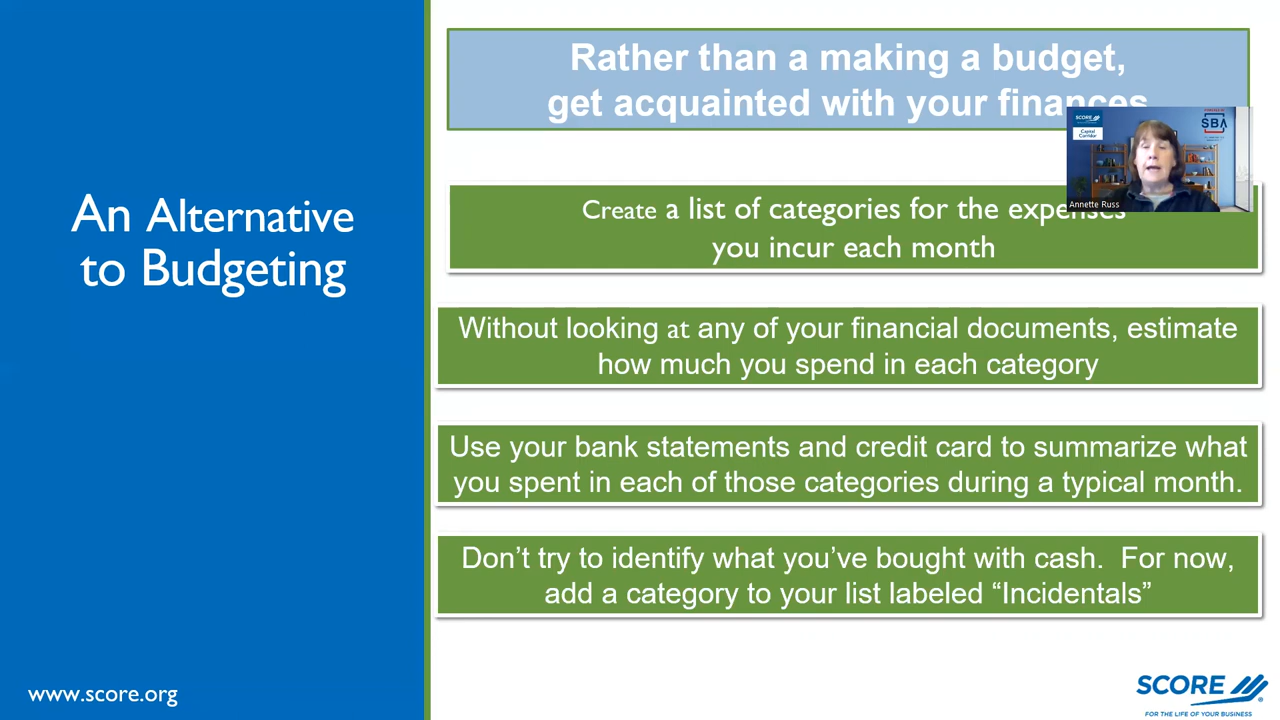 Rather than a making a budget,
get acquainted with your finances
SCORE
Capital
Corridor
SBA
Annette Russ
An Alternative
to Budgeting
Create a list of categories for the expenses
you incur each month
Without looking at any of your financial documents, estimate
how much you spend in each category
Use your bank statements and credit card to summarize what
you spent in each of those categories during a typical month.
Don’t try to identify what you’ve bought with cash.  For now,
add a category to your list labeled “Incidentals”
www.score.org
SCORE
FOR THE LIFE OF YOUR BUSINESS